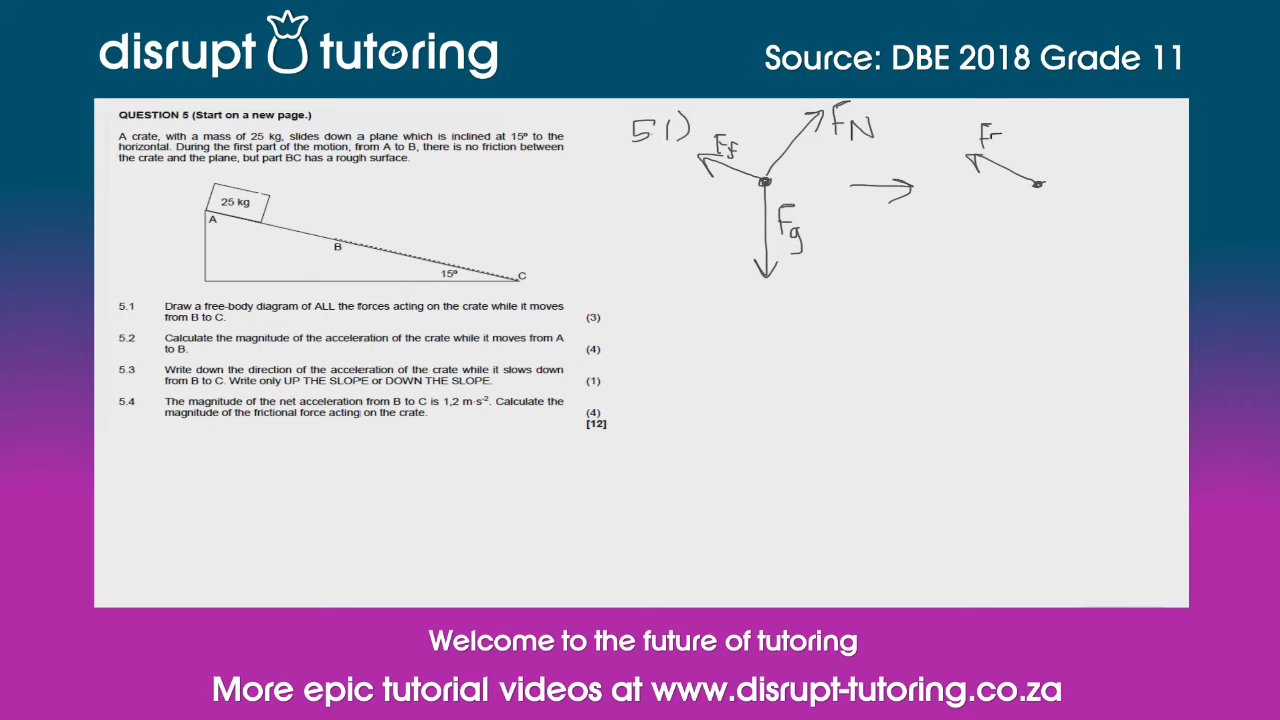 disrupt tutoring
Source: DBE 2018 Grade 11
QUESTION 5 (Start on a new page.)
A crate, with a mass of 25 kg, slides down a plane which is inclined at 15º to the
horizontal. During the first part of the motion, from A to B, there is no friction between
the crate and the plane, but part BC has a rough surface.
25 kg
A
B
15º
C
5.1 Draw a free-body diagram of ALL the forces acting on the crate while it moves
from B to C. (3)
5.2 Calculate the magnitude of the acceleration of the crate while it moves from A
to B. (4)
5.3 Write down the direction of the acceleration of the crate while it slows down
from B to C. Write only UP THE SLOPE or DOWN THE SLOPE. (1)
5.4 The magnitude of the net acceleration from B to C is 1,2 m·s⁻². Calculate the
magnitude of the frictional force acting on the crate. (4)
[12]
5.1)
Ff
FN
Fg
Welcome to the future of tutoring
More epic tutorial videos at www.disrupt-tutoring.co.za